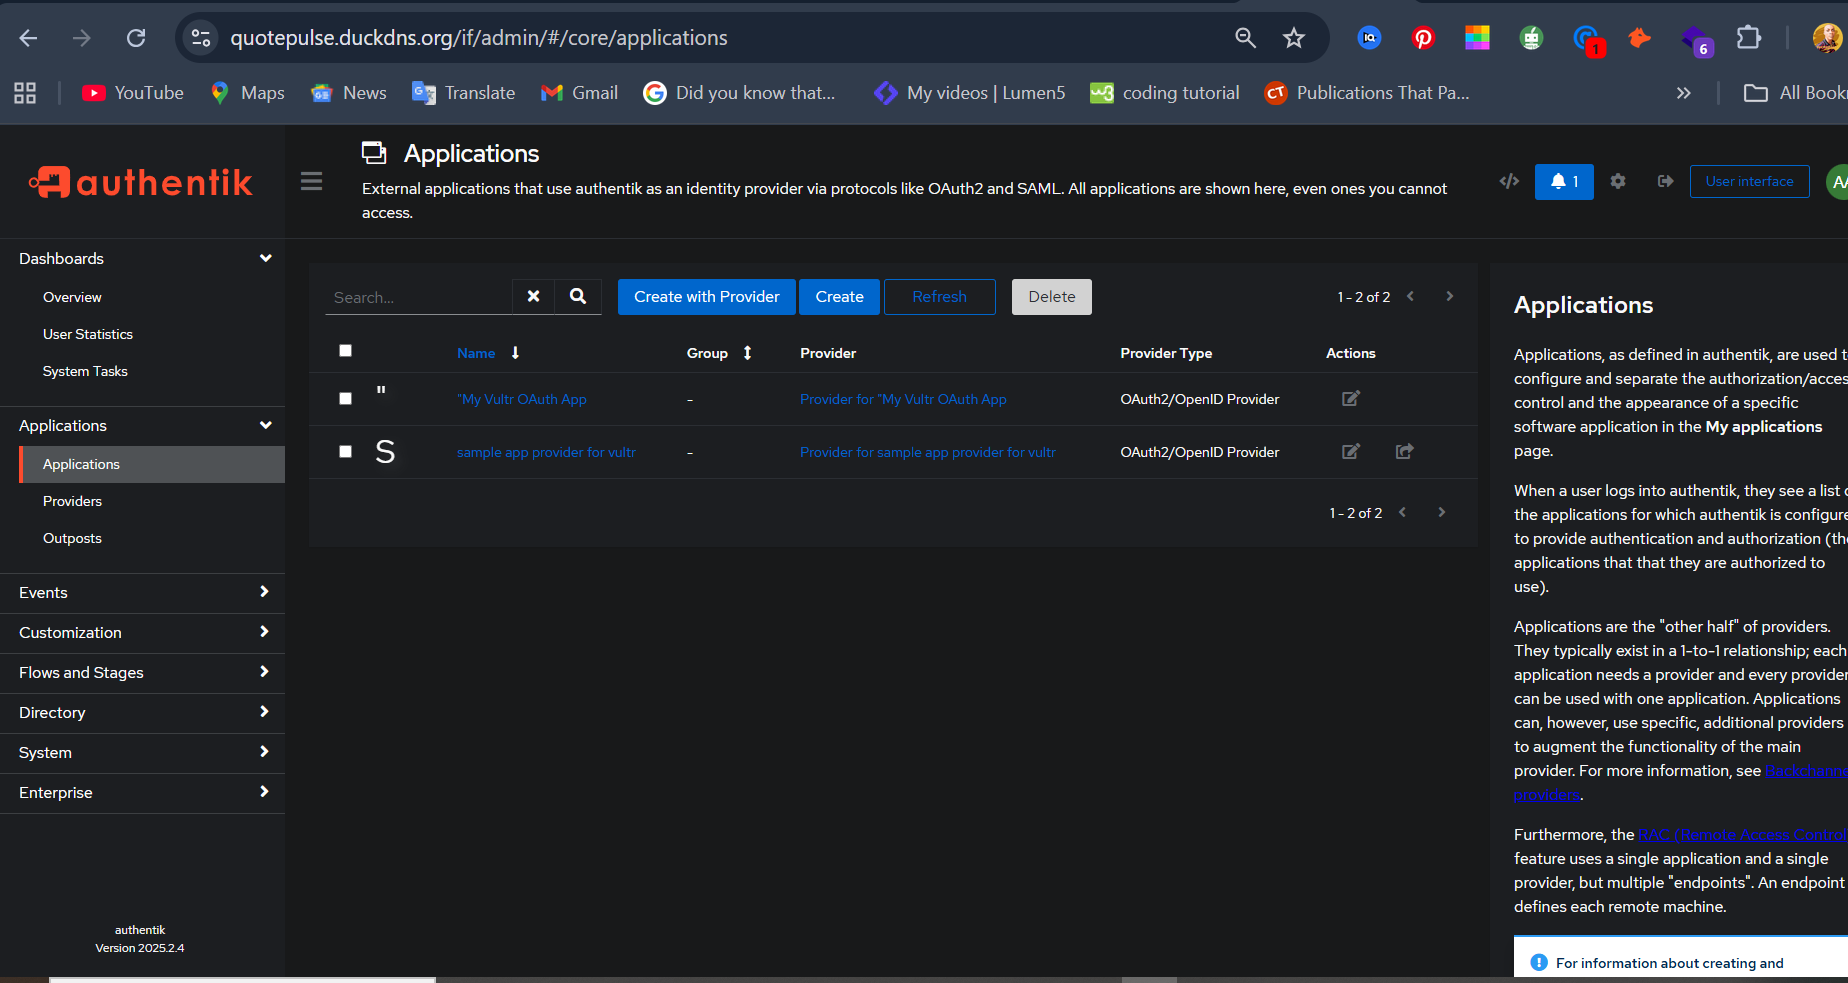 quotepulse.duckdns.org/if/admin/#/core/applications
1
6
YouTube
Maps
News
Translate
Gmail
Did you know that...
My videos | Lumen5
coding tutorial
Publications That Pa...
All Book
authentik
Applications
External applications that use authentik as an identity provider via protocols like OAuth2 and SAML. All applications are shown here, even ones you cannot
access.
1
User interface
Dashboards
Overview
User Statistics
System Tasks
Applications
Applications
Providers
Outposts
Events
Customization
Flows and Stages
Directory
System
Enterprise
authentik
Version 2025.2.4
Search...
Create with Provider
Create
Refresh
Delete
1 - 2 of 2
Name Group Provider Provider Type Actions
" "My Vultr OAuth App - Provider for "My Vultr OAuth App OAuth2/OpenID Provider
S sample app provider for vultr - Provider for sample app provider for vultr OAuth2/OpenID Provider
1 - 2 of 2
Applications
Applications, as defined in authentik, are used t
configure and separate the authorization/acces
control and the appearance of a specific
software application in the My applications
page.
When a user logs into authentik, they see a list
the applications for which authentik is configure
to provide authentication and authorization (the
applications that that they are authorized to
use).
Applications are the "other half" of providers.
They typically exist in a 1-to-1 relationship; each
application needs a provider and every provider
can be used with one application. Applications
can, however, use specific, additional providers
to augment the functionality of the main
provider. For more information, see Backchanne
providers.
Furthermore, the RAC (Remote Access Control
feature uses a single application and a single
provider, but multiple "endpoints". An endpoint
defines each remote machine.
For information about creating and